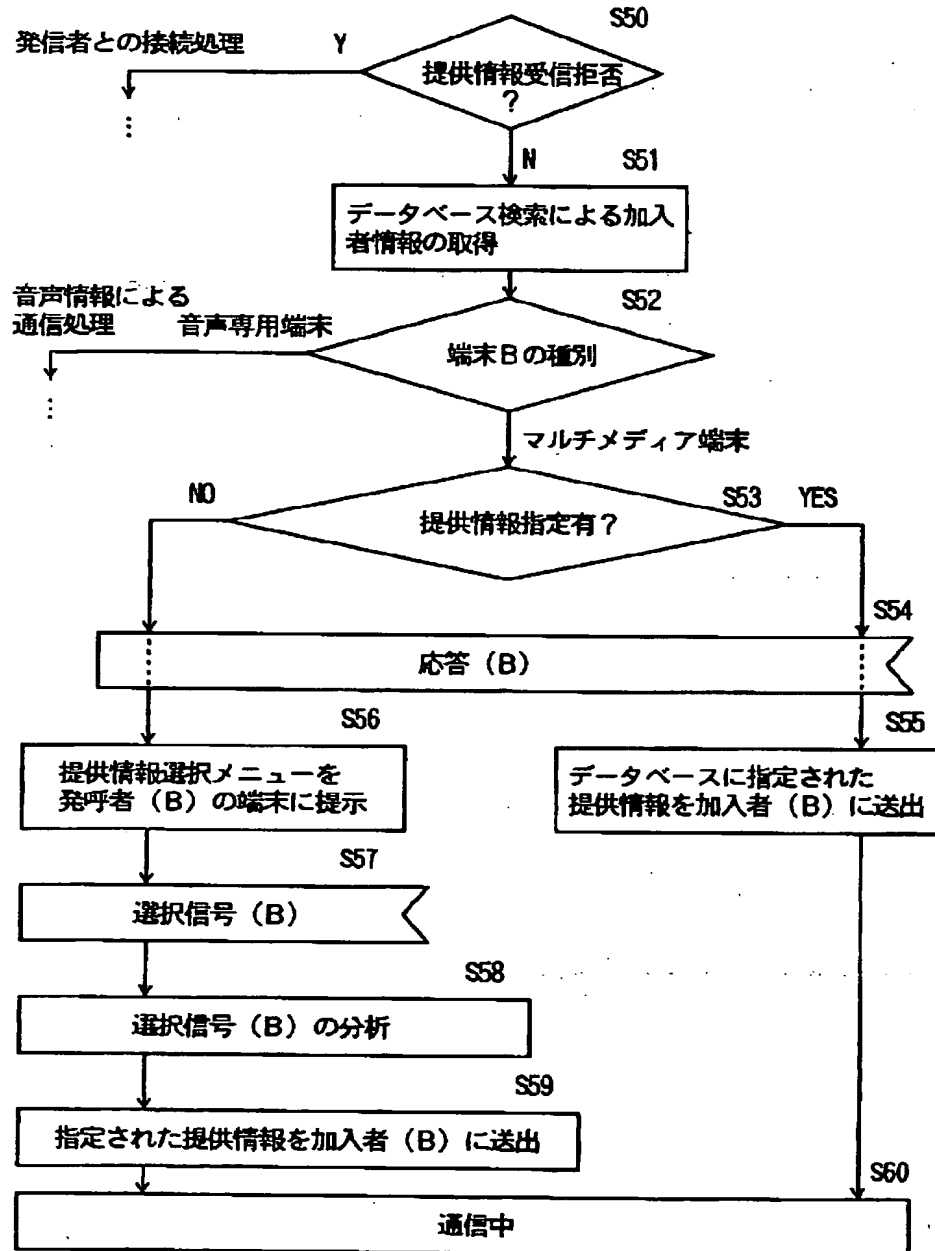 S50
発信者との接続処理 Y
提供情報受信拒否
?
N S51
データベース検索による加入
者情報の取得
S52
音声情報による
通信処理 音声専用端末
端末Bの種別
マルチメディア端末
NO S53 YES
提供情報指定有?
S54
応答(B)
S56 S55
提供情報選択メニューを
発呼者(B)の端末に提示
データベースに指定された
提供情報を加入者(B)に送出
S57
選択信号(B)
S58
選択信号(B)の分析
S59
指定された提供情報を加入者(B)に送出
S60
通信中